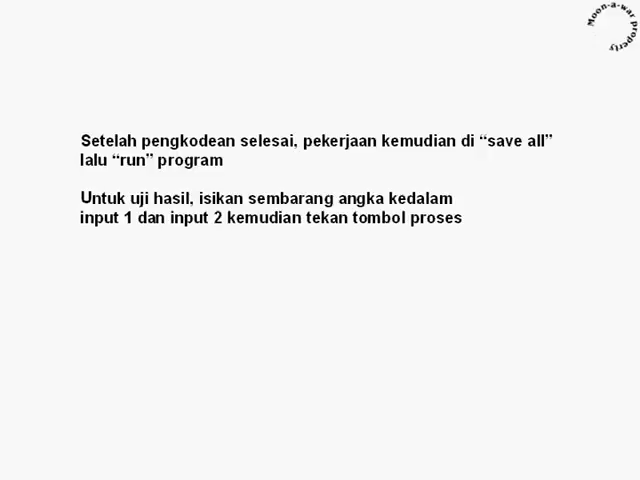 Moon-a-war property
Setelah pengkodean selesai, pekerjaan kemudian di “save all”
lalu “run” program
Untuk uji hasil, isikan sembarang angka kedalam
input 1 dan input 2 kemudian tekan tombol proses